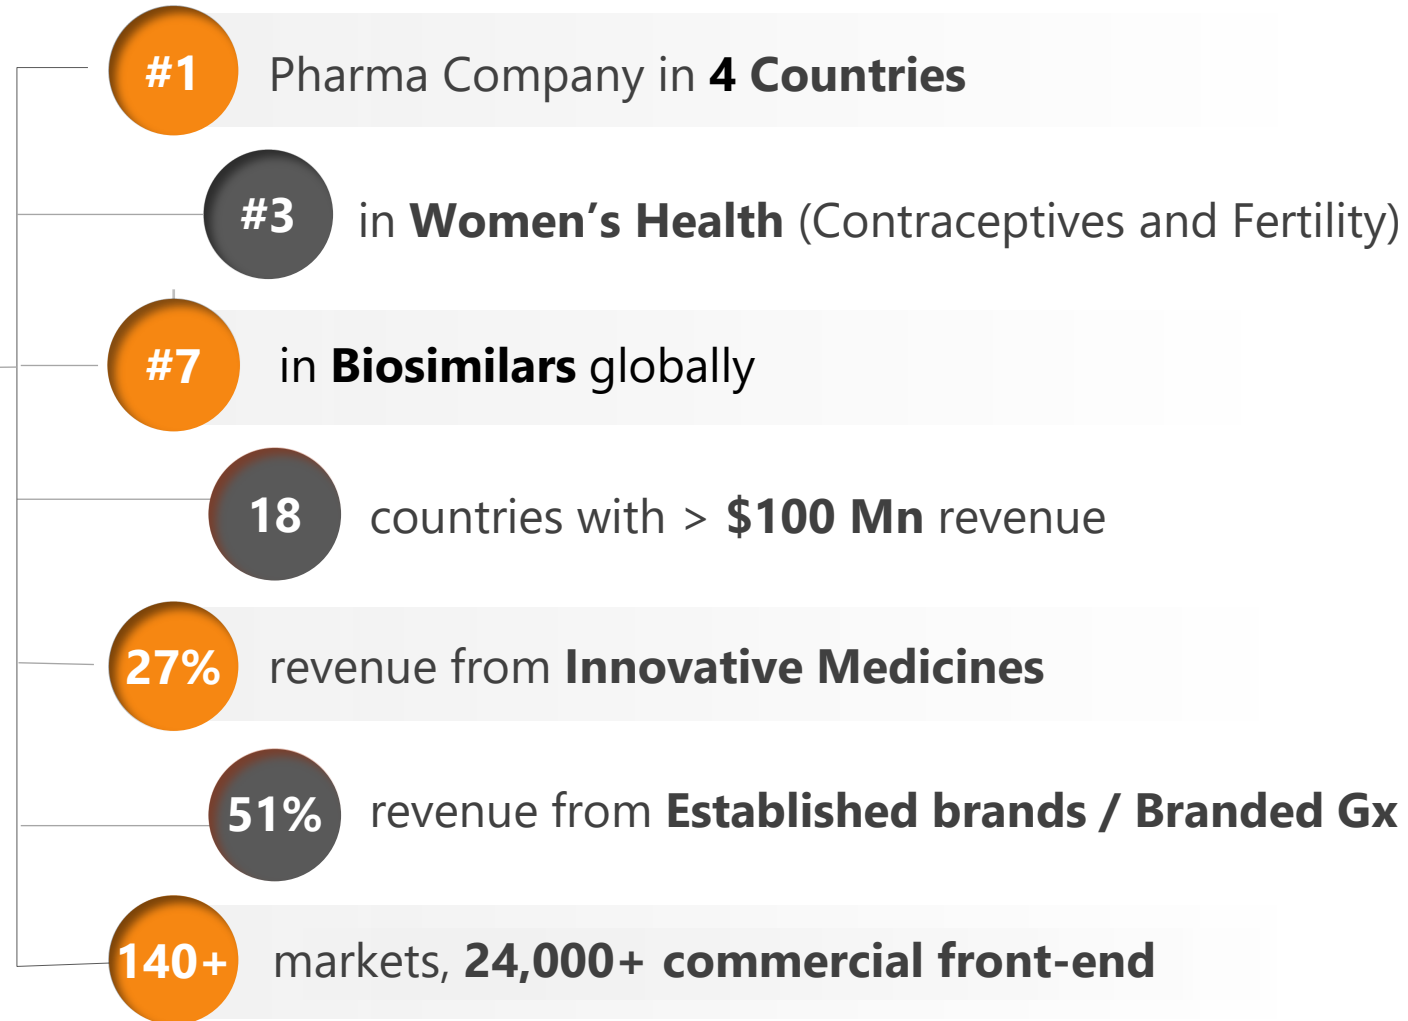 #1 Pharma Company in 4 Countries
#3 in Women’s Health (Contraceptives and Fertility)
#7 in Biosimilars globally
18 countries with > $100 Mn revenue
27% revenue from Innovative Medicines
51% revenue from Established brands / Branded Gx
140+ markets, 24,000+ commercial front-end